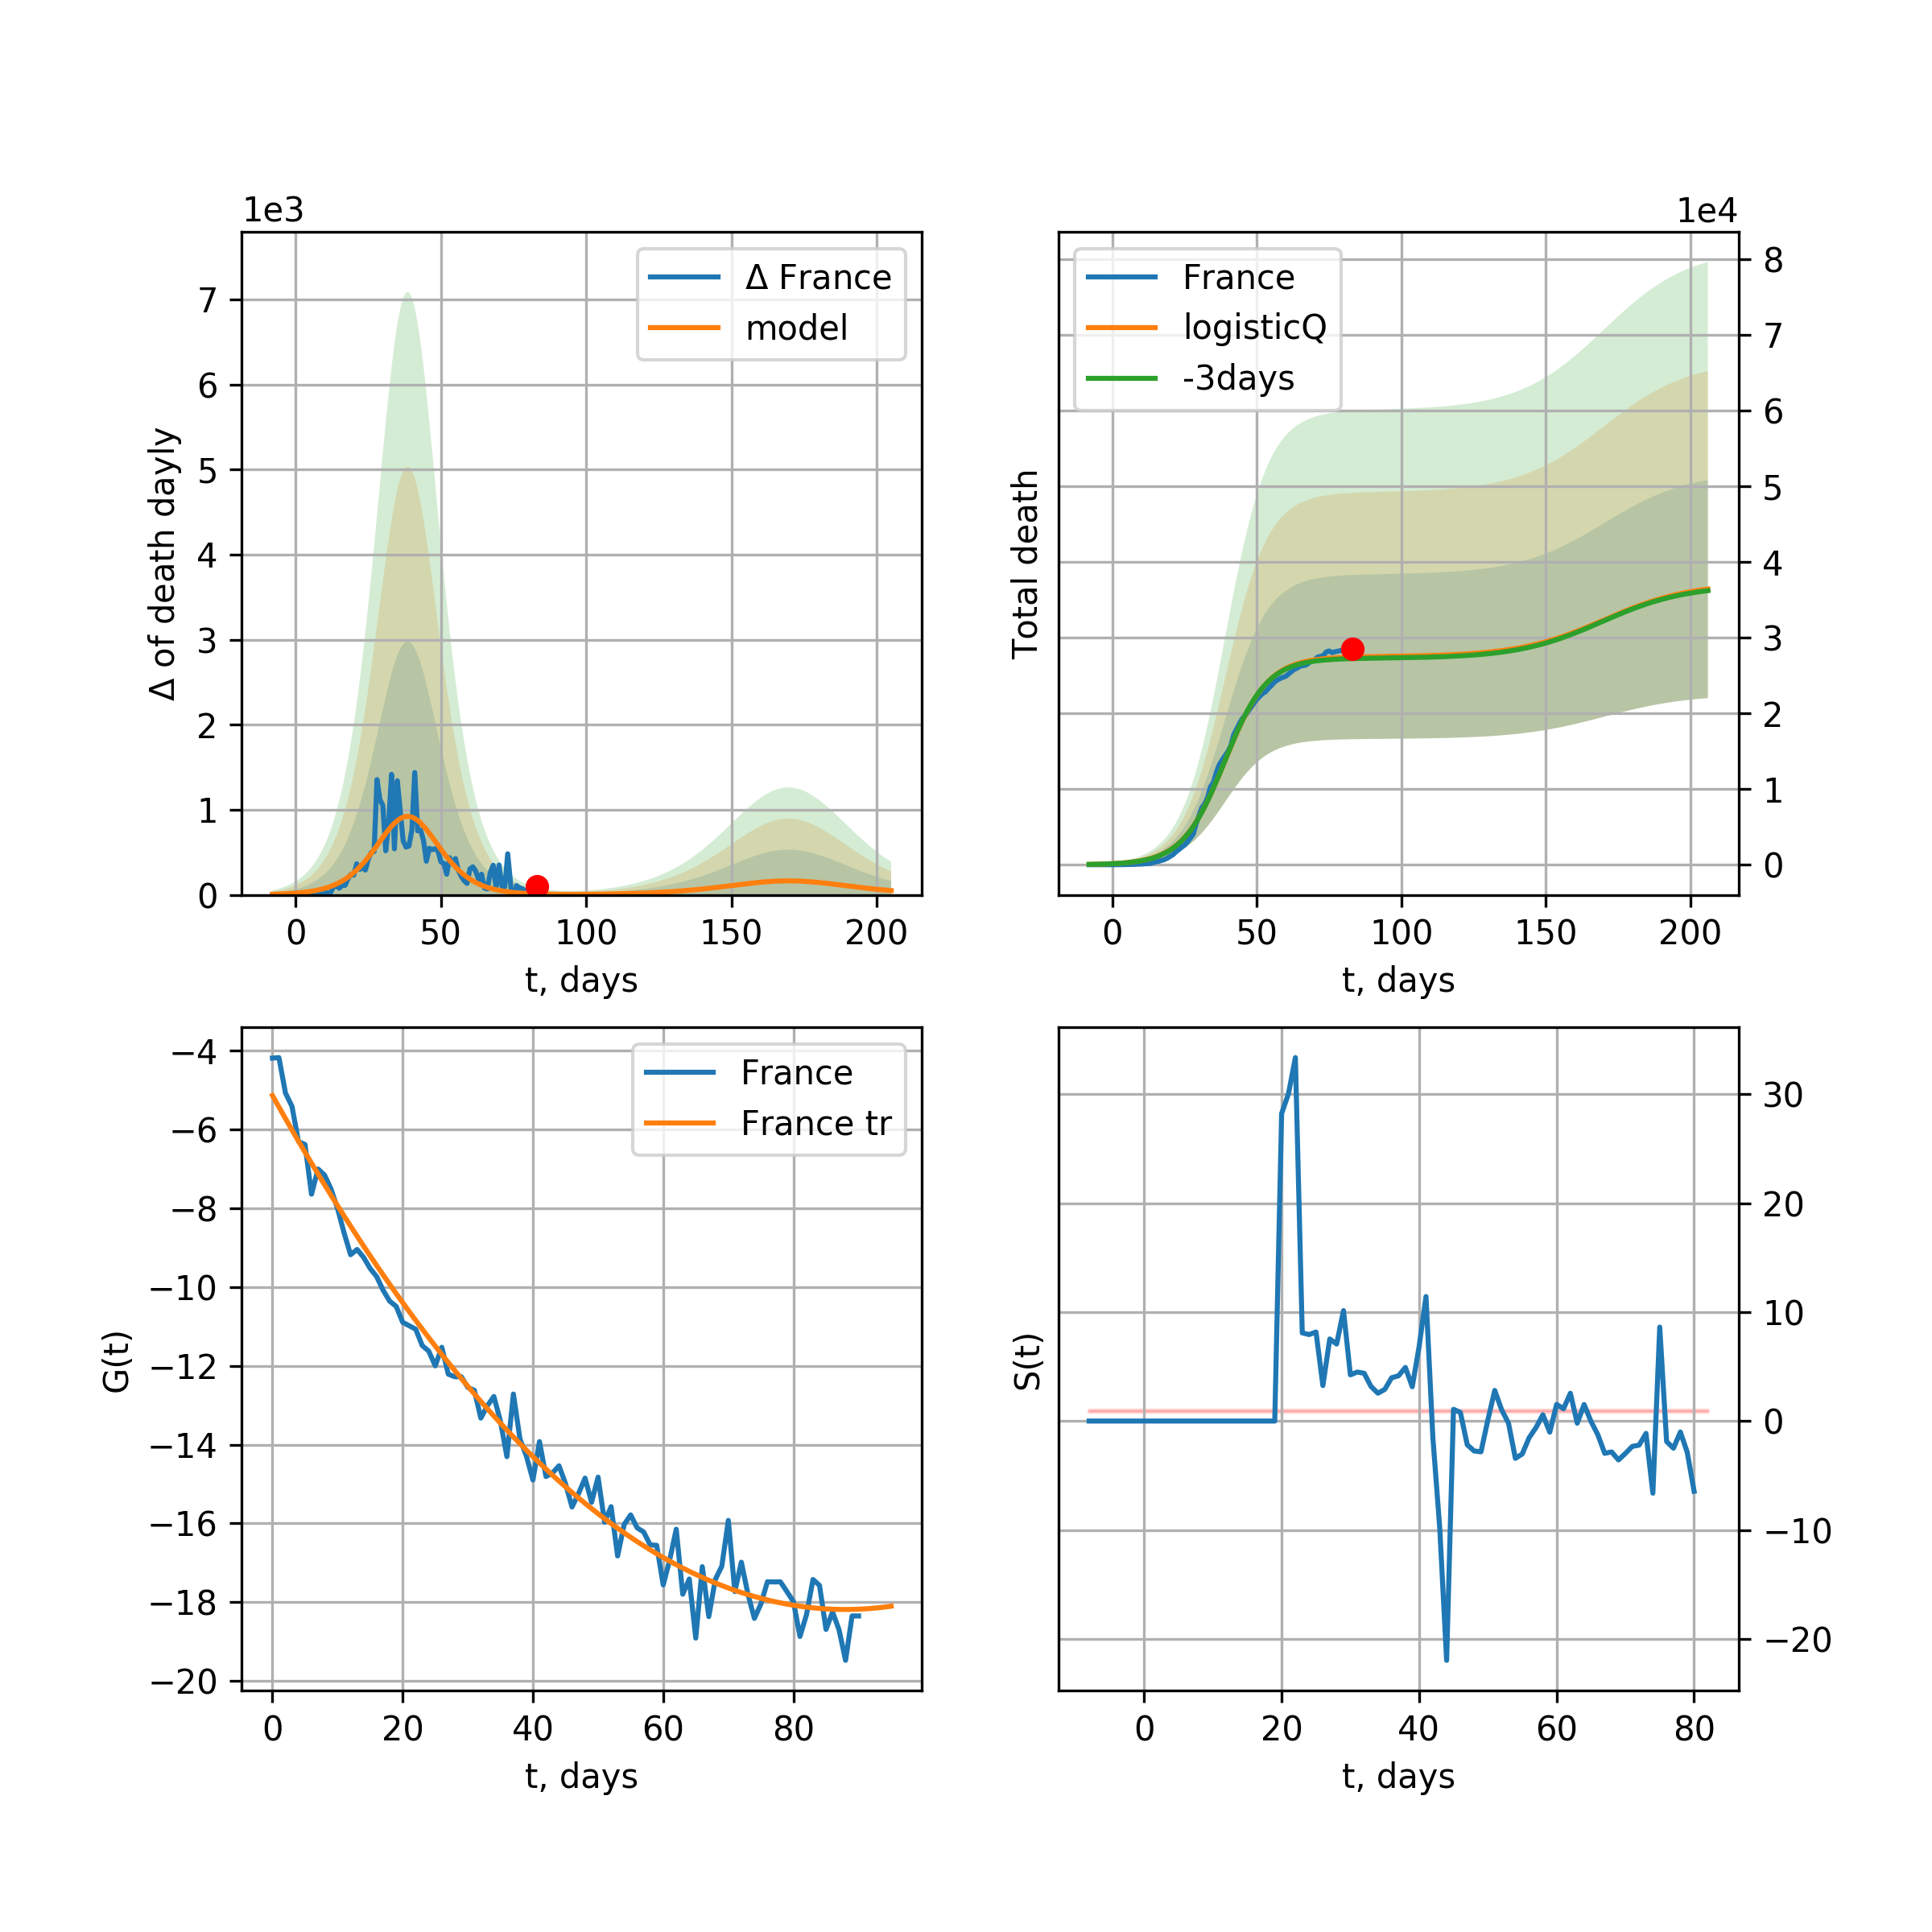 1e3
Δ of death dayly
7
6
5
4
3
2
1
0
Δ France
model
0 50 100 150 200
t, days
1e4
Total death
France
logisticQ
-3days
8
7
6
5
4
3
2
1
0
0 50 100 150 200
t, days
G(t)
−4
−6
−8
−10
−12
−14
−16
−18
−20
France
France tr
0 20 40 60 80
t, days
S(t)
30
20
10
0
−10
−20
0 20 40 60 80
t, days